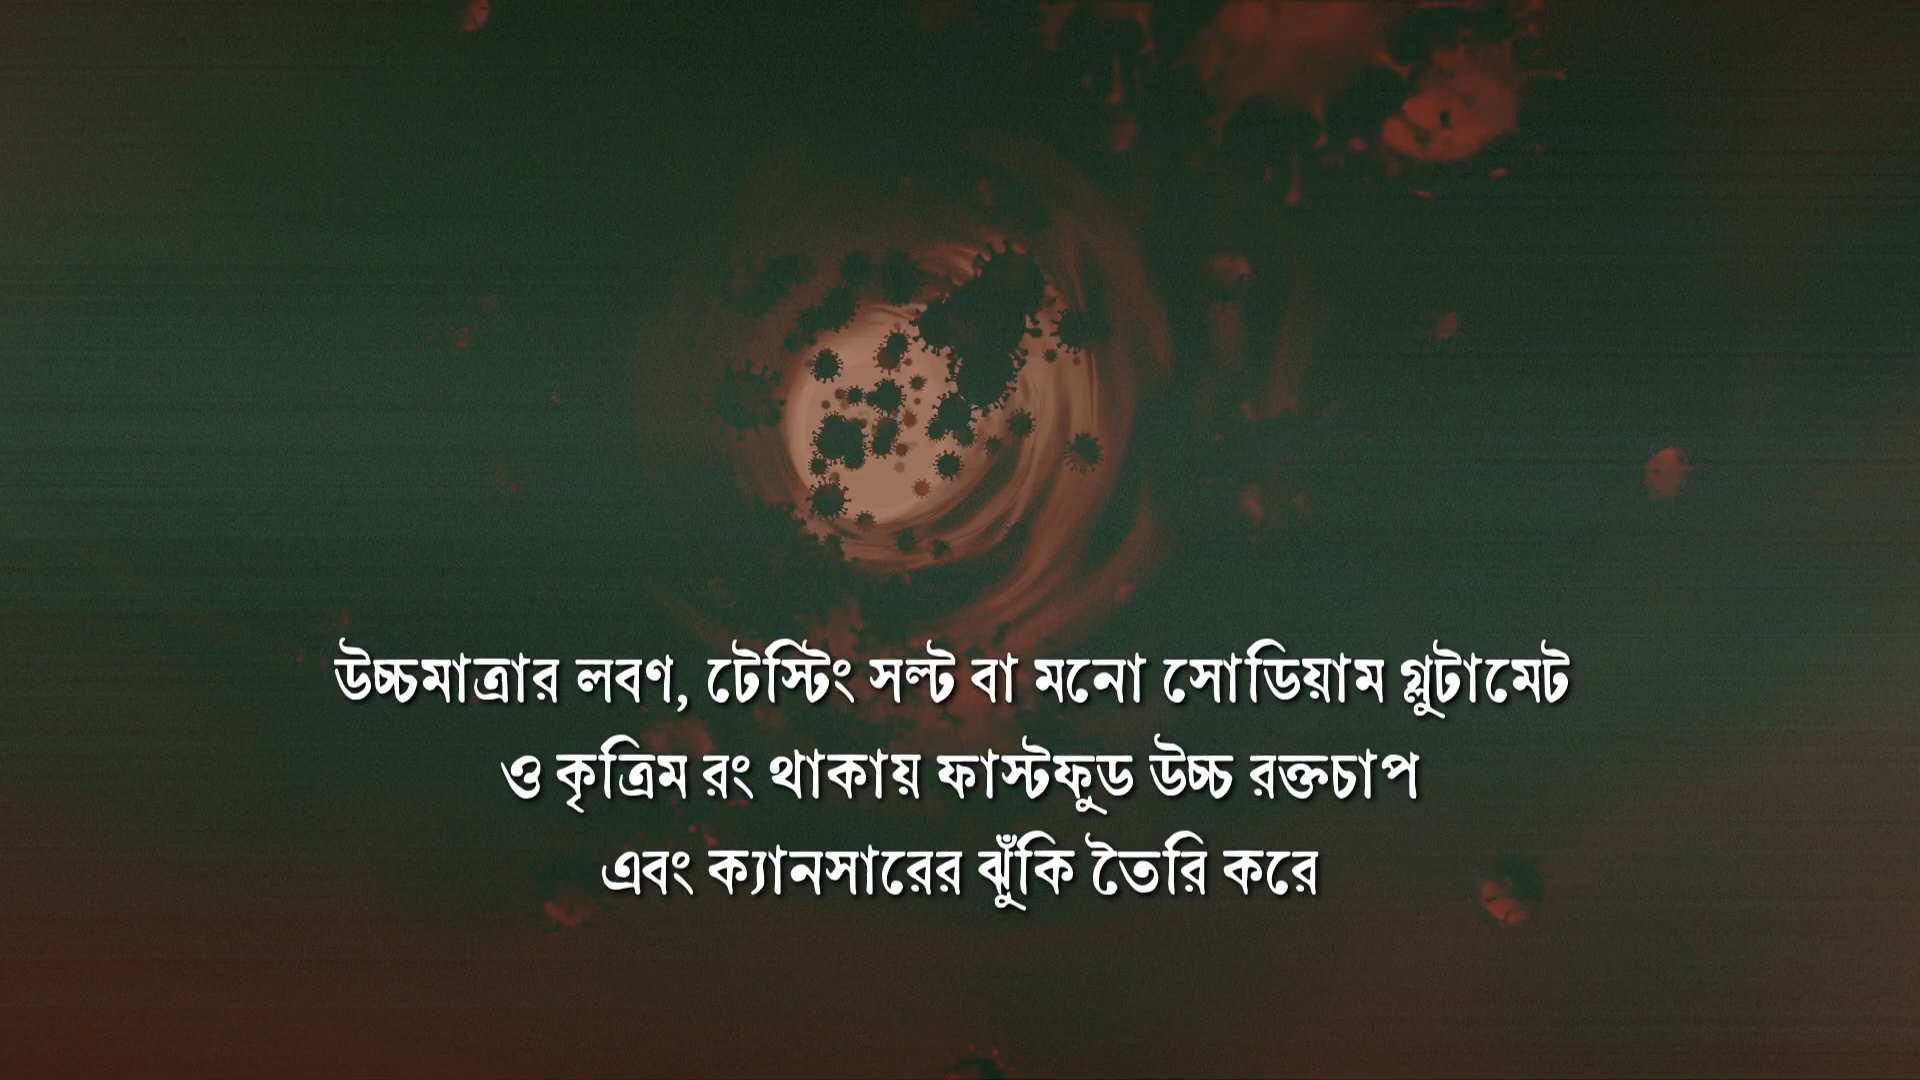 উচ্চমাত্রার লবণ, টেস্টিং সল্ট বা মনো সোডিয়াম গ্লুটামেট
ও কৃত্রিম রং থাকায় ফাস্টফুড উচ্চ রক্তচাপ
এবং ক্যানসারের ঝুঁকি তৈরি করে